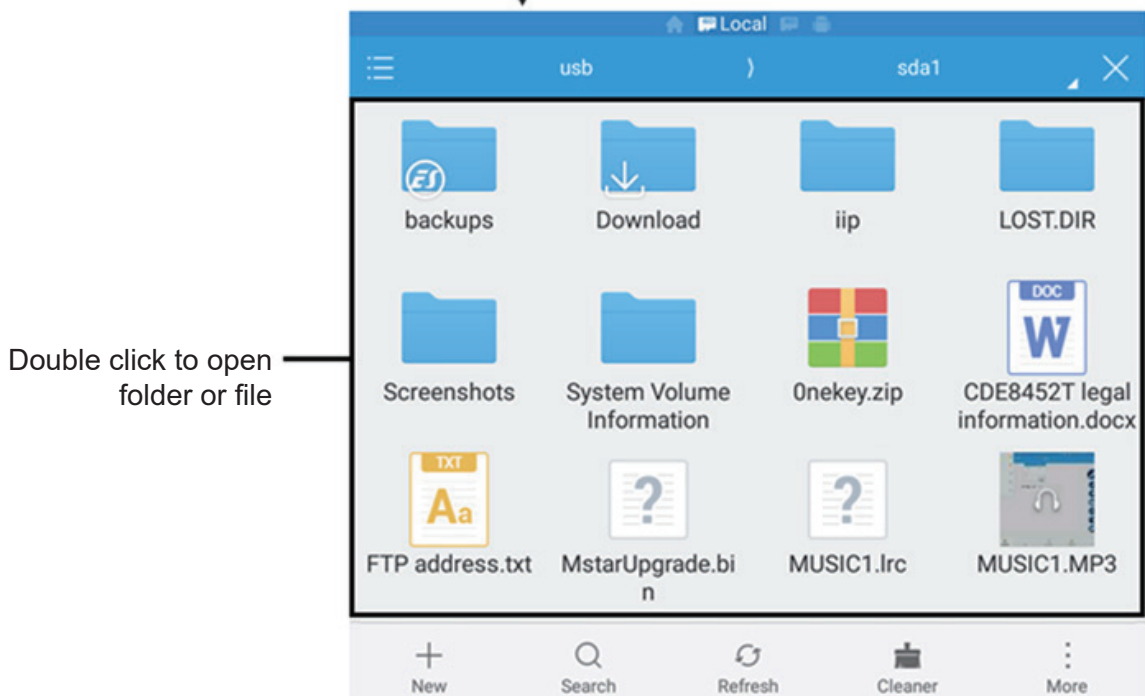 Local
usb
sda1
ES
backups
Download
iip
LOST.DIR
DOC
W
Screenshots
System Volume
Information
0nekey.zip
CDE8452T legal
information.docx
Double click to open
folder or file
TXT
Aa
?
?
FTP address.txt
MstarUpgrade.bi
n
MUSIC1.lrc
MUSIC1.MP3
New
Search
Refresh
Cleaner
More